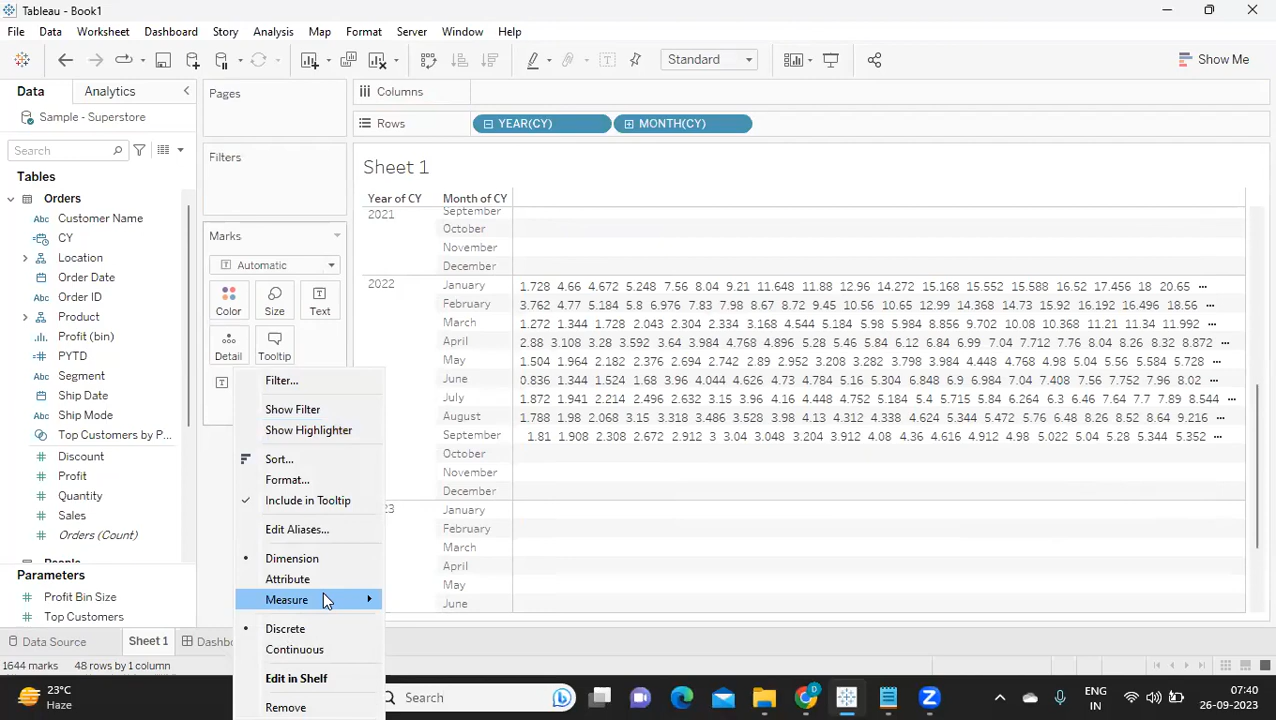 Tableau - Book1
File Data Worksheet Dashboard Story Analysis Map Format Server Window Help
Standard
Show Me
Data Analytics
Sample - Superstore
Search
Tables
Orders
Abc Customer Name
CY
Location
Order Date
Abc Order ID
Product
Profit (bin)
PYTD
Abc Segment
Ship Date
Abc Ship Mode
Top Customers by P...
Discount
Profit
Quantity
Sales
Orders (Count)
Parameters
Profit Bin Size
Top Customers
Pages
Filters
Marks
Automatic
Color Size Text
Detail Tooltip
Filter...
Show Filter
Show Highlighter
Sort...
Format...
Include in Tooltip
Edit Aliases...
Dimension
Attribute
Measure
Discrete
Continuous
Edit in Shelf
Remove
Columns
Rows YEAR(CY) MONTH(CY)
Sheet 1
Year of CY Month of CY
2021 September
October
November
December
2022 January 1.728 4.66 4.672 5.248 7.56 8.04 9.21 11.648 11.88 12.96 14.272 15.168 15.552 15.588 16.52 17.456 18 20.65 ...
February 3.762 4.77 5.184 5.8 6.976 7.83 7.98 8.67 8.72 9.45 10.56 10.65 12.99 14.368 14.73 15.92 16.192 16.496 18.56 ...
March 1.272 1.344 1.728 2.043 2.304 2.334 3.168 4.544 5.184 5.98 5.984 6.856 9.702 10.08 10.368 11.21 11.34 11.992 ...
April 2.88 3.108 3.28 3.592 3.64 3.984 4.768 4.896 5.28 5.46 5.84 6.12 6.84 6.99 7.04 7.712 7.76 8.04 8.26 8.32 8.872 ...
May 1.504 1.964 2.182 2.376 2.694 2.742 2.89 2.952 3.208 3.282 3.798 3.98 4.448 4.768 4.98 5.04 5.56 5.584 5.728 ...
June 0.836 1.344 1.524 1.68 3.96 4.044 4.626 4.73 4.784 5.16 5.304 6.848 6.9 6.984 7.04 7.408 7.56 7.752 7.96 8.02 ...
July 1.872 1.941 2.214 2.496 2.632 3.15 3.96 4.448 4.752 5.184 5.4 5.715 5.84 6.3 6.46 7.64 7.7 7.89 8.544 ...
August 1.788 1.98 2.068 3.15 3.318 3.486 3.528 3.98 4.13 4.338 4.624 5.344 5.472 5.76 6.48 8.26 8.52 8.64 9.216 ...
September 1.81 1.908 2.308 2.672 2.912 3 3.04 3.048 3.204 3.912 4.08 4.36 4.616 4.912 4.98 5.022 5.04 5.28 5.344 5.352 ...
October
November
December
23 January
February
March
April
May
June
Data Source Sheet 1 Dashbo
1644 marks 48 rows by 1 column
23°C
Haze
Search
ENG
IN
07:40
26-09-2023